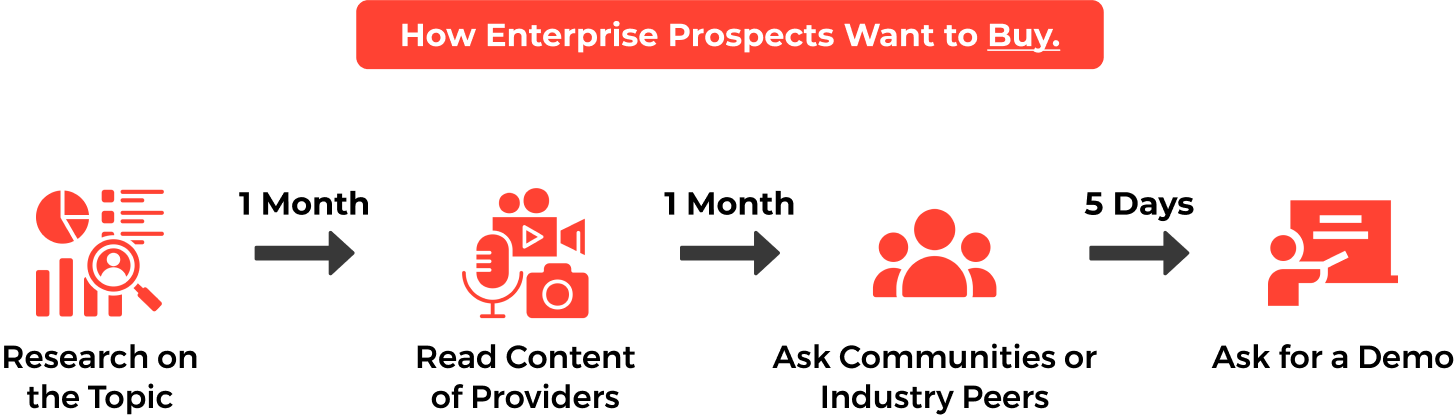 How Enterprise Prospects Want to Buy.
1 Month
1 Month
5 Days
Research on
the Topic
Read Content
of Providers
Ask Communities or
Industry Peers
Ask for a Demo